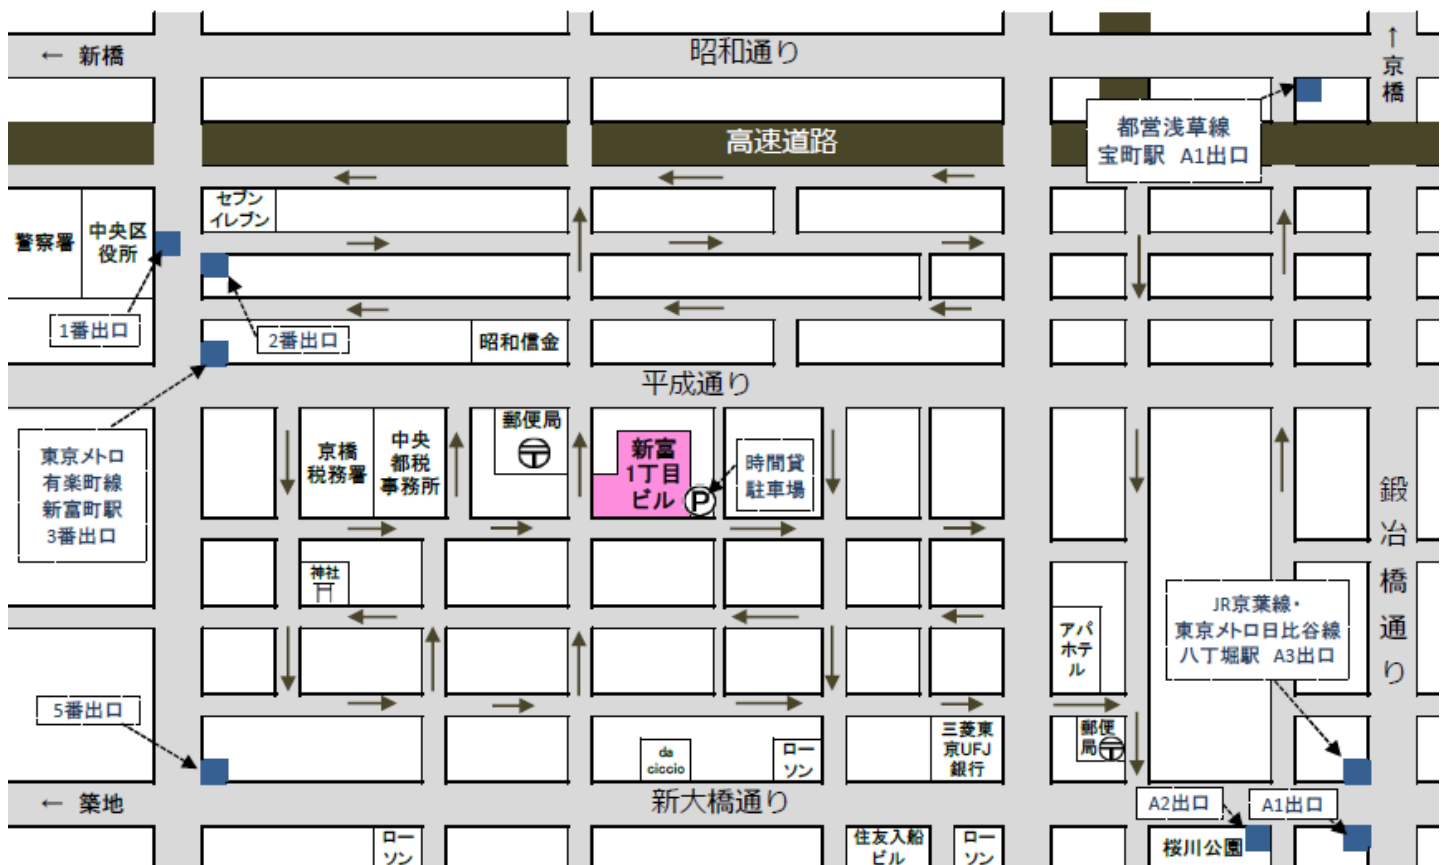 ← 新橋
昭和通り
↑
京
橋
都営浅草線
宝町駅 A1出口
高速道路
セブン
イレブン
警察署
中央区
役所
1番出口
2番出口
昭和信金
平成通り
東京メトロ
有楽町線
新富町駅
3番出口
京橋
税務署
中央
都税
事務所
郵便局
〒
新富
1丁目
ビル
P
時間貸
駐車場
鍛
冶
橋
通
り
神社
アパ
ホテ
ル
JR京葉線・
東京メトロ日比谷線
八丁堀駅 A3出口
5番出口
da
ciccio
ロー
ソン
三菱東
京UFJ
銀行
郵便
局〒
← 築地
新大橋通り
A2出口
A1出口
ロー
ソン
住友入船
ビル
ロー
ソン
桜川公園